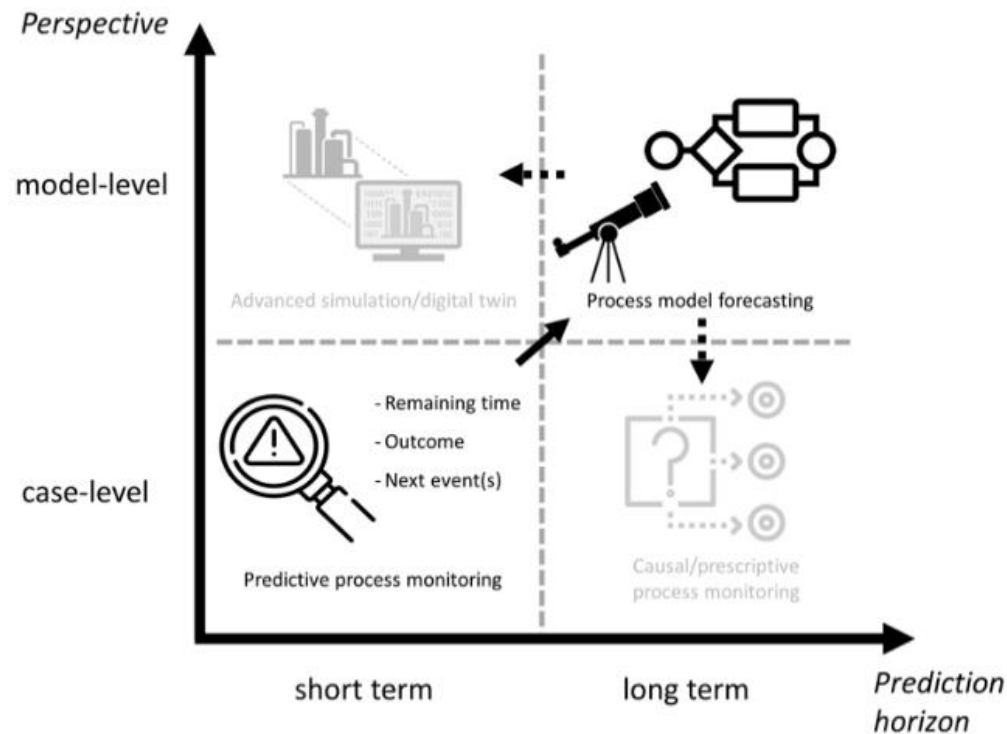 Perspective
model-level
Advanced simulation/digital twin
Process model forecasting
case-level
- Remaining time
- Outcome
- Next event(s)
Predictive process monitoring
Causal/prescriptive
process monitoring
short term
long term
Prediction
horizon